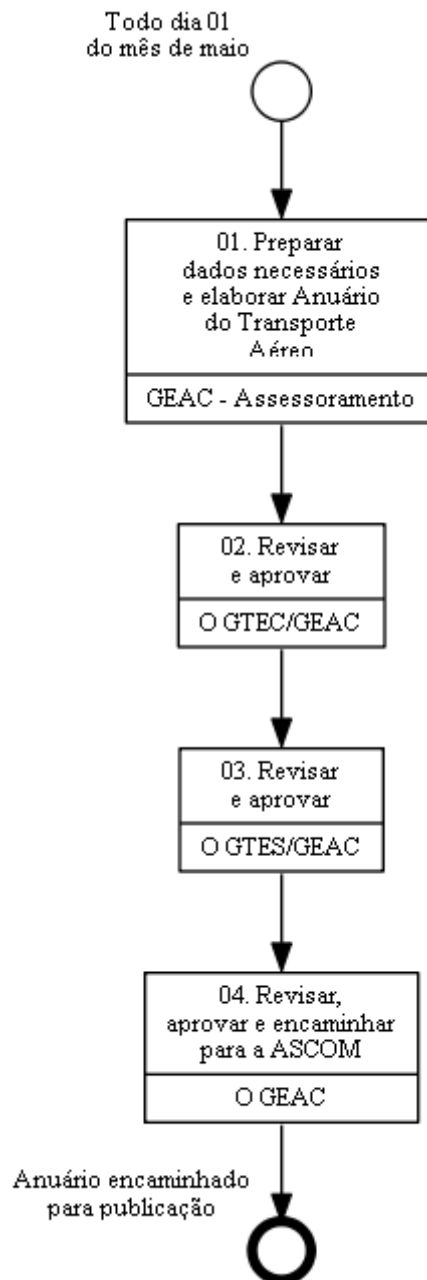 Todo dia 01
do mês de maio
01. Preparar
dados necessários
e elaborar Anuário
do Transporte
Aéreo
GEAC - Assessoramento
02. Revisar
e aprovar
O GTEC/GEAC
03. Revisar
e aprovar
O GTES/GEAC
04. Revisar,
aprovar e encaminhar
para a ASCOM
O GEAC
Anuário encaminhado
para publicação